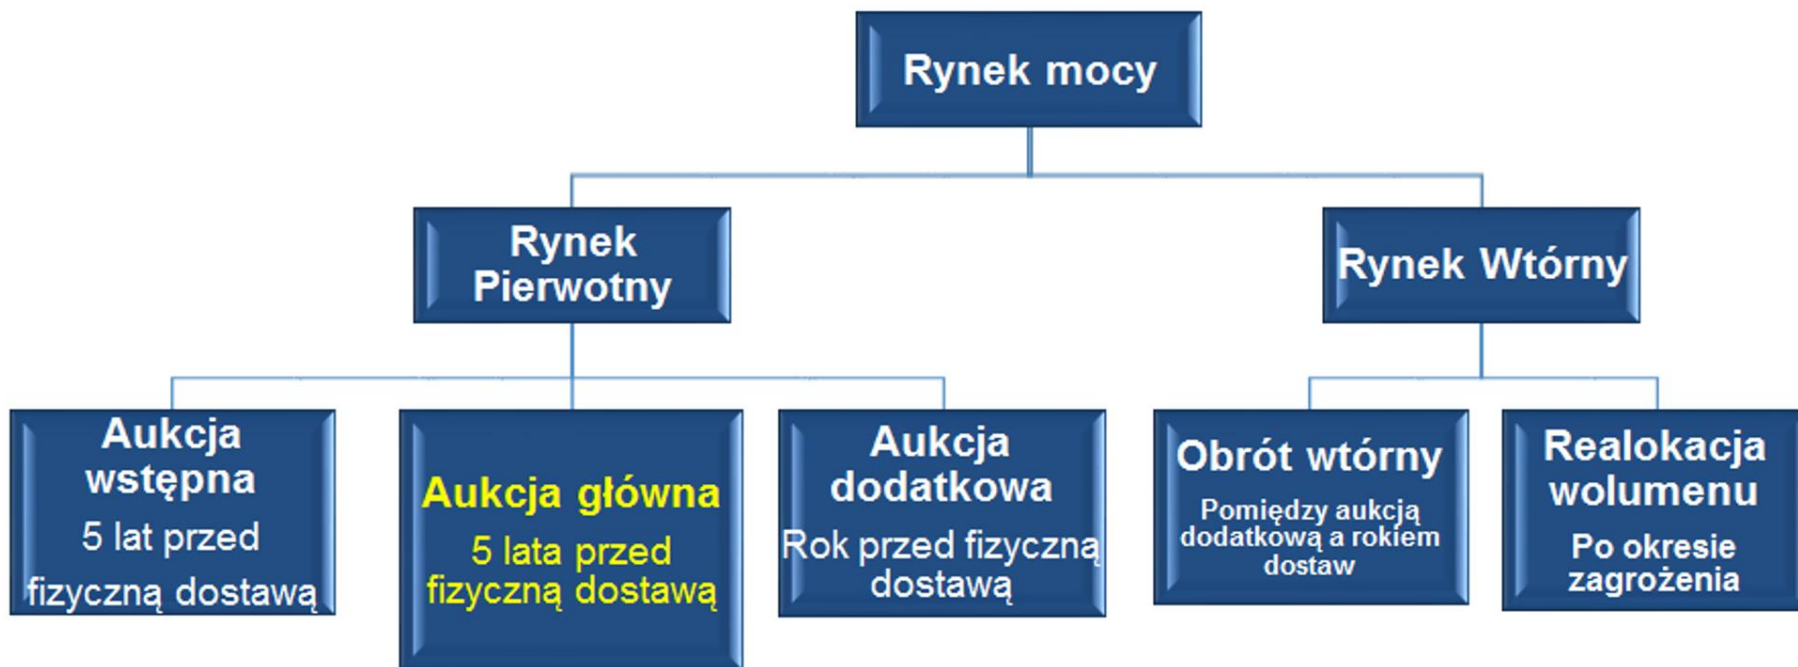 Rynek mocy
Rynek
Pierwotny
Rynek Wtórny
Aukcja
wstępna
5 lat przed
fizyczną dostawą
Aukcja główna
5 lata przed
fizyczną dostawą
Aukcja
dodatkowa
Rok przed fizyczną
dostawą
Obrót wtórny
Pomiędzy aukcją
dodatkową a rokiem
dostaw
Realokacja
wolumenu
Po okresie
zagrożenia